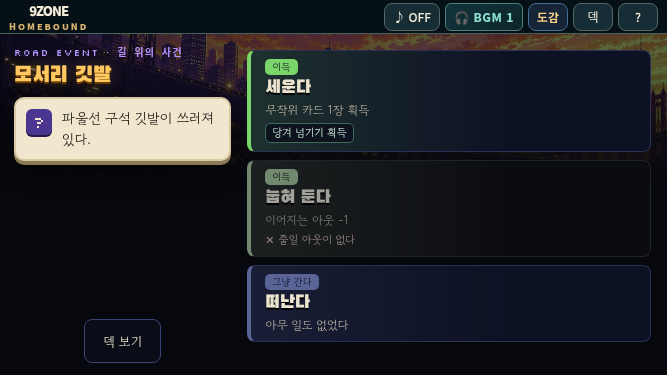 9ZONE
HOMEBOUND
♪ OFF
🎧 BGM 1
도감
덱
?
ROAD EVENT · 길 위의 사건
모서리 깃발
?
파울선 구석 깃발이 쓰러져
있다.
덱 보기
이득
세운다
무작위 카드 1장 획득
당겨 넘기기 획득
이득
눕혀 둔다
이어지는 아웃 -1
✕ 줄일 아웃이 없다
그냥 간다
떠난다
아무 일도 없었다